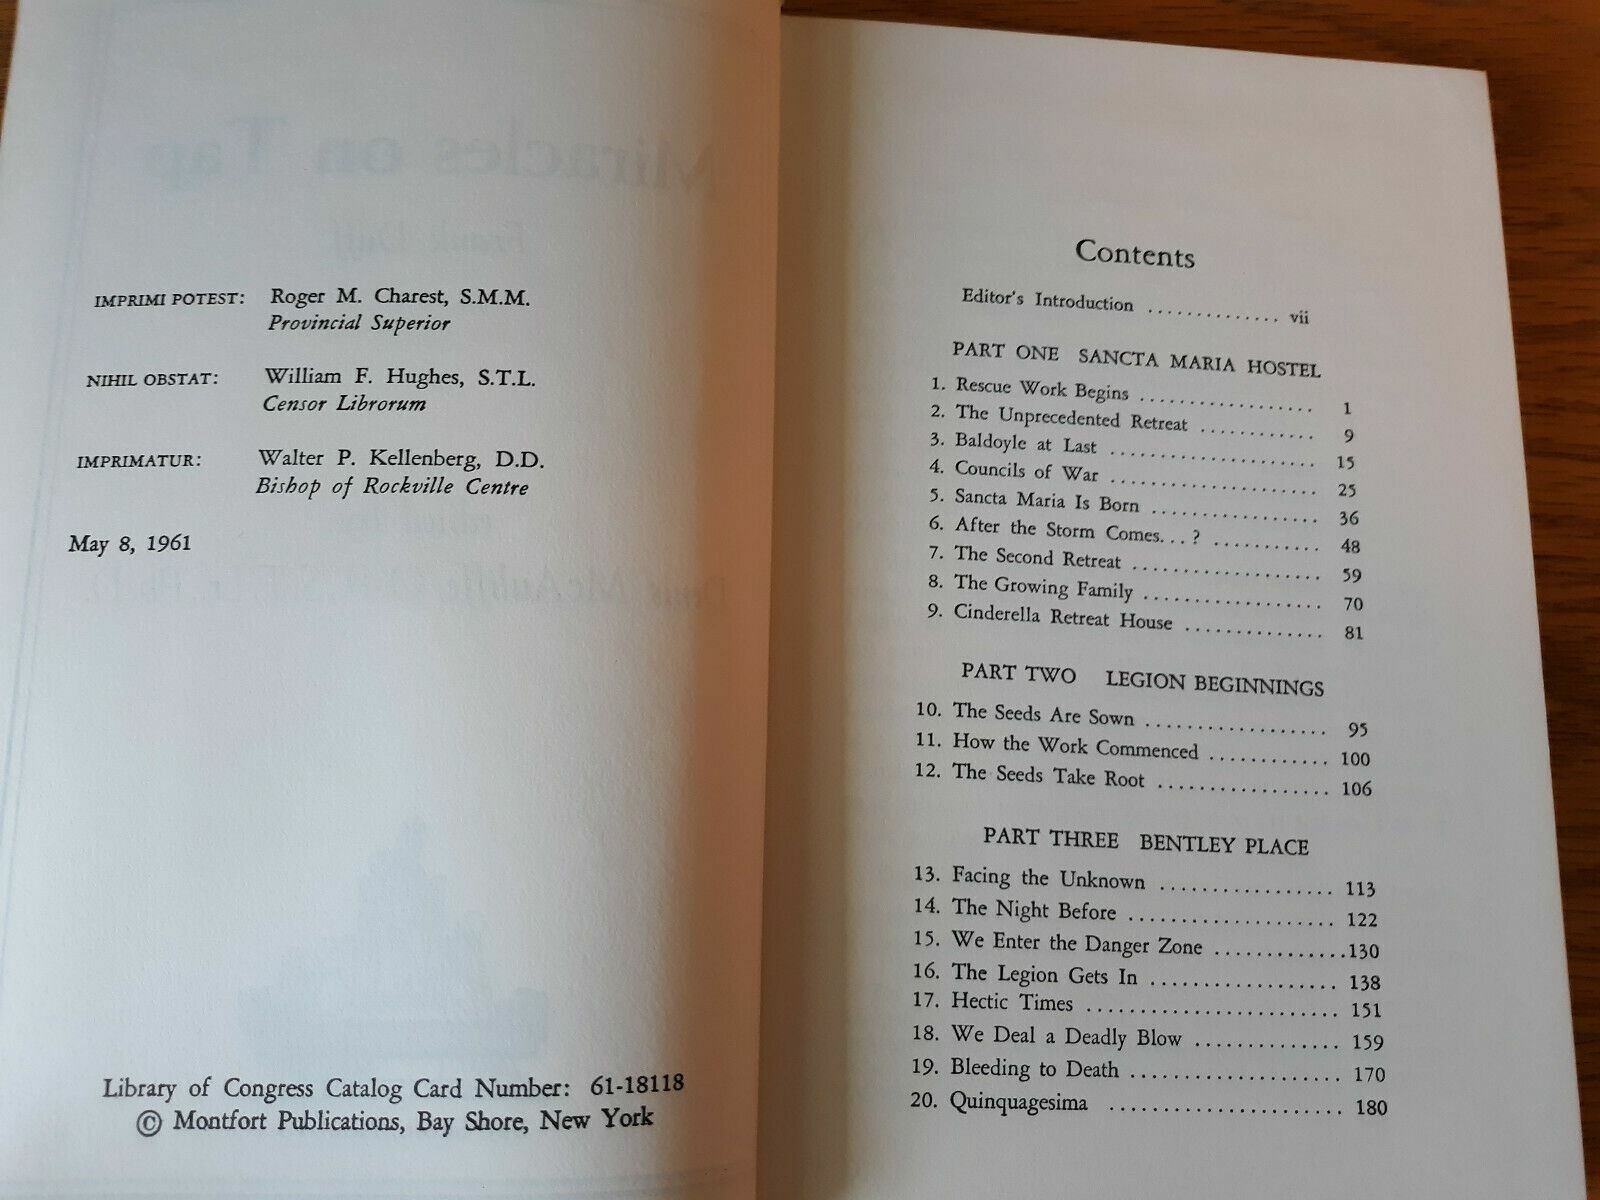 Miracles on Tap
Frank Duff
IMPRIMI POTEST: Roger M. Charest, S.M.M.
Provincial Superior
NIHIL OBSTAT: William F. Hughes, S.T.L.
Censor Librorum
IMPRIMATUR: Walter P. Kellenberg, D.D.
Bishop of Rockville Centre
May 8, 1961
Library of Congress Catalog Card Number: 61-18118
© Montfort Publications, Bay Shore, New York
Contents
Editor's Introduction .............. vii
PART ONE SANCTA MARIA HOSTEL
1. Rescue Work Begins .................. 1
2. The Unprecedented Retreat ............ 9
3. Baldoyle at Last ..................... 15
4. Councils of War ..................... 25
5. Sancta Maria Is Born ................. 36
6. After the Storm Comes. . . ? ........... 48
7. The Second Retreat ................... 59
8. The Growing Family .................. 70
9. Cinderella Retreat House .............. 81
PART TWO LEGION BEGINNINGS
10. The Seeds Are Sown .................. 95
11. How the Work Commenced ............ 100
12. The Seeds Take Root ................. 106
PART THREE BENTLEY PLACE
13. Facing the Unknown ................. 113
14. The Night Before .................... 122
15. We Enter the Danger Zone .............130
16. The Legion Gets In .................. 138
17. Hectic Times ........................ 151
18. We Deal a Deadly Blow .............. 159
19. Bleeding to Death .................... 170
20. Quinquagesima ...................... 180